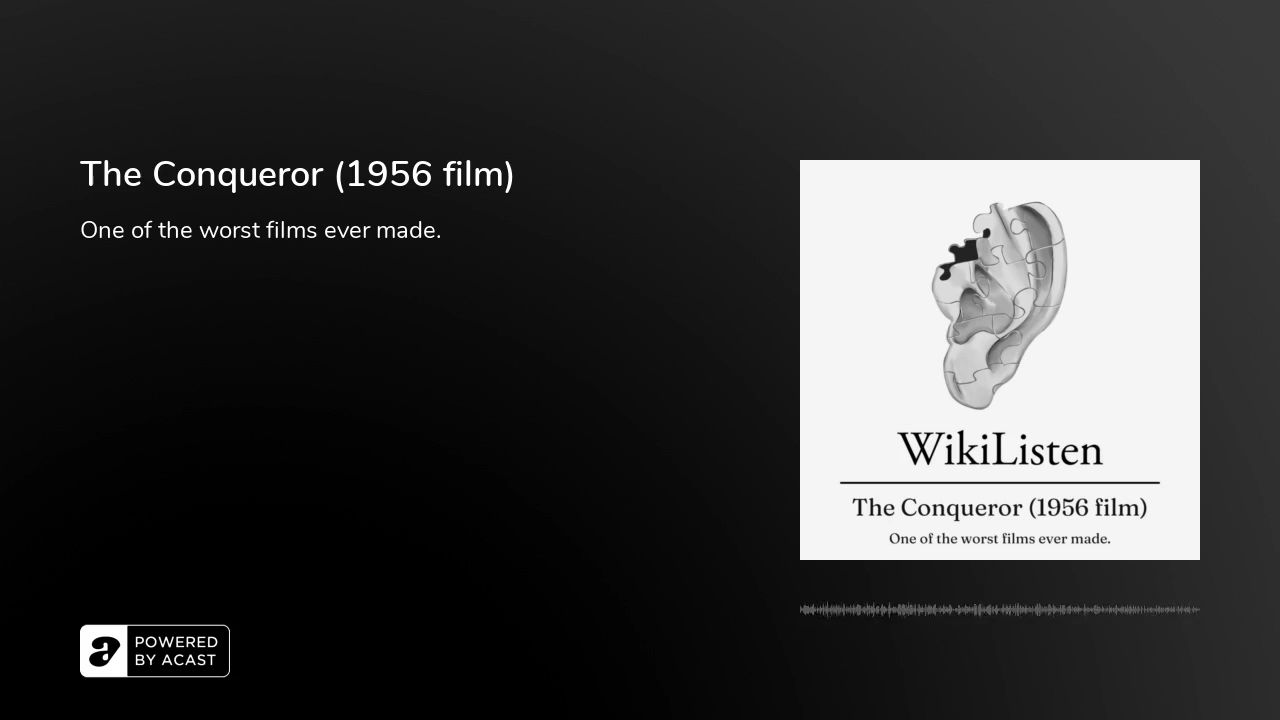 The Conqueror (1956 film)
One of the worst films ever made.
WikiListen
The Conqueror (1956 film)
One of the worst films ever made.
a POWERED
BY ACAST